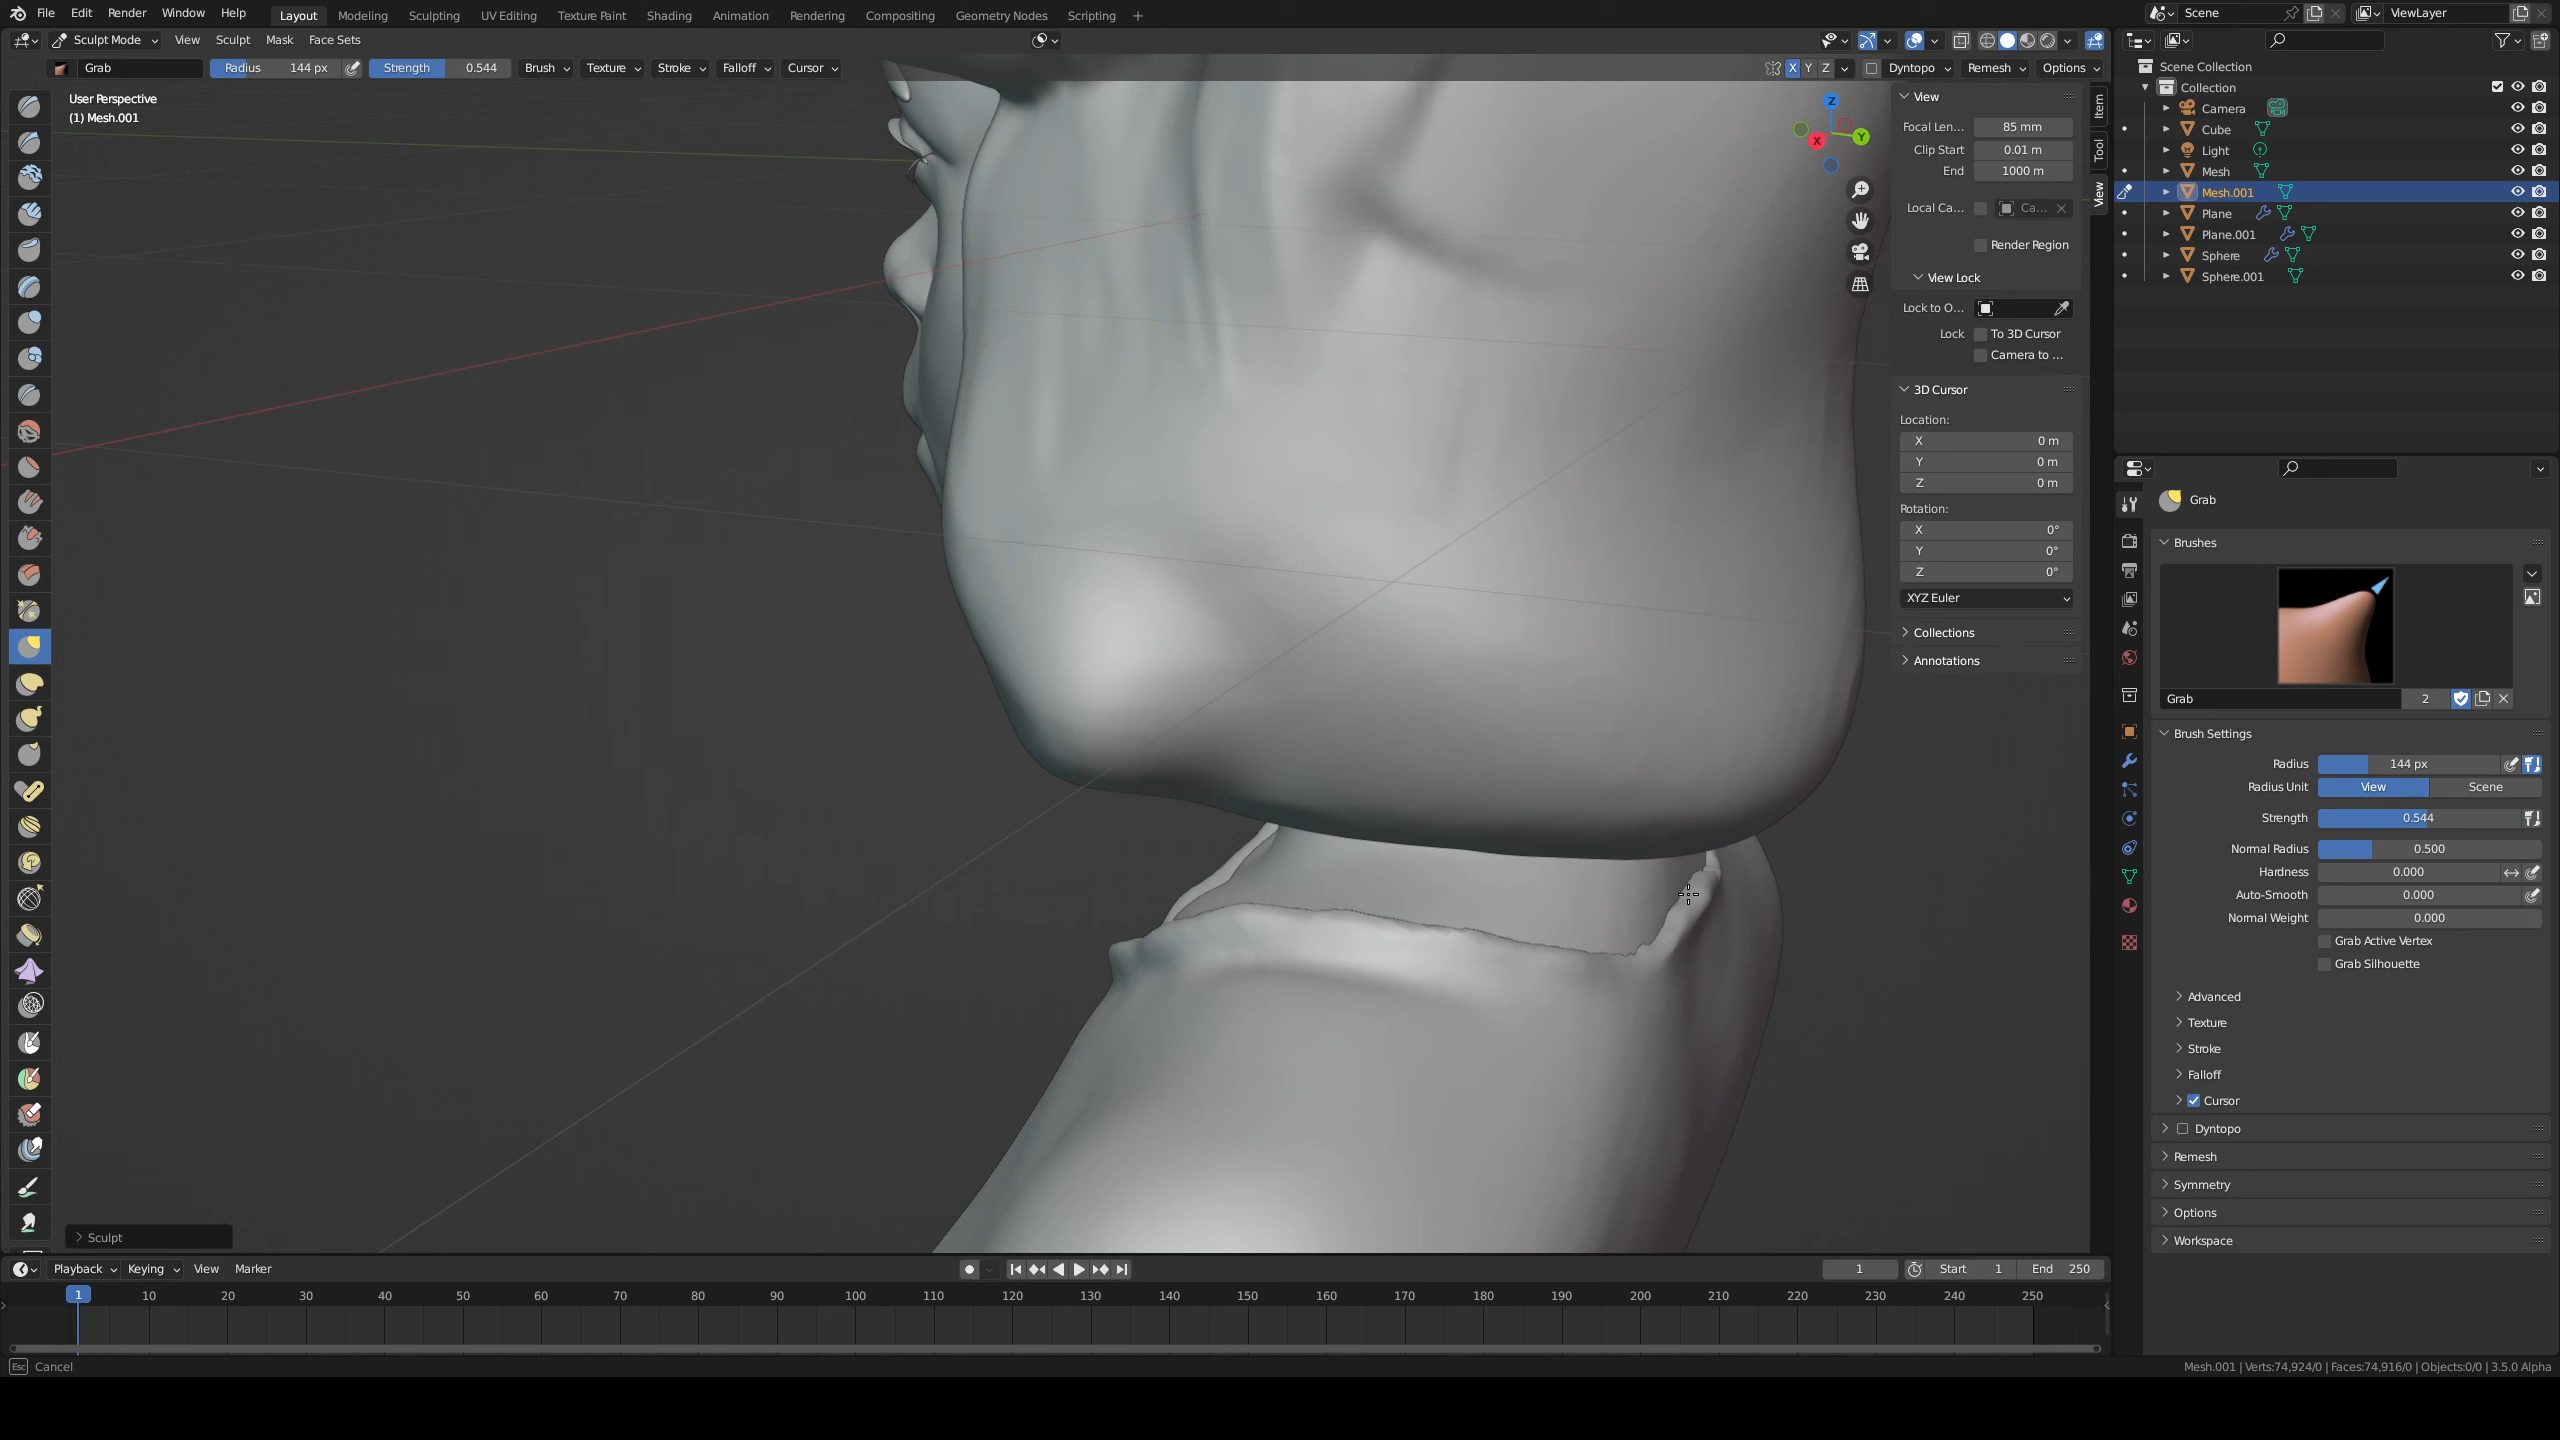 File Edit Render Window Help Layout Modeling Sculpting UV Editing Texture Paint Shading Animation Rendering Compositing Geometry Nodes Scripting + Scene ViewLayer
Sculpt Mode View Sculpt Mask Face Sets
Grab Radius 144 px Strength 0.544 Brush Texture Stroke Falloff Cursor X Y Z Dyntopo Remesh Options
User Perspective
(1) Mesh.001
Z
Y
X
View
Focal Len... 85 mm
Clip Start 0.01 m
End 1000 m
Local Ca... Ca...
Render Region
View Lock
Lock to O...
Lock To 3D Cursor
Camera to ...
3D Cursor
Location:
X 0 m
Y 0 m
Z 0 m
Rotation:
X 0°
Y 0°
Z 0°
XYZ Euler
Collections
Annotations
Item
Tool
View
Scene Collection
Collection
Camera
Cube
Light
Mesh
Mesh.001
Plane
Plane.001
Sphere
Sphere.001
Grab
Brushes
Grab 2
Brush Settings
Radius 144 px
Radius Unit View Scene
Strength 0.544
Normal Radius 0.500
Hardness 0.000
Auto-Smooth 0.000
Normal Weight 0.000
Grab Active Vertex
Grab Silhouette
Advanced
Texture
Stroke
Falloff
Cursor
Dyntopo
Remesh
Symmetry
Options
Workspace
Sculpt
Playback Keying View Marker 1 Start 1 End 250
1 10 20 30 40 50 60 70 80 90 100 110 120 130 140 150 160 170 180 190 200 210 220 230 240 250
Esc Cancel Mesh.001 | Verts:74,924/0 | Faces:74,916/0 | Objects:0/0 | 3.5.0 Alpha